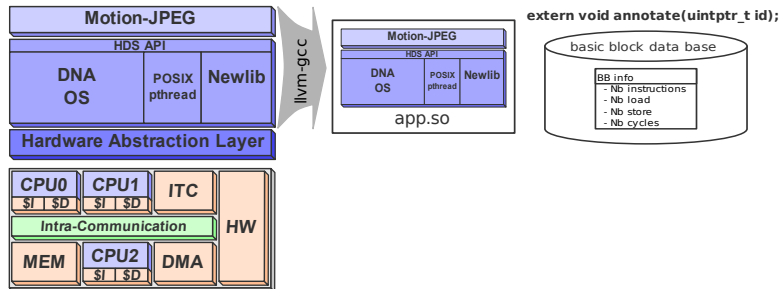 Motion-JPEG
HDS API
DNA
OS
POSIX
pthread
Newlib
Hardware Abstraction Layer
llvm-gcc
Motion-JPEG
HDS API
DNA
OS
POSIX
pthread
Newlib
app.so
extern void annotate(uintptr_t id);
basic block data base
BB info
- Nb instructions
- Nb load
- Nb store
- Nb cycles
CPU0
$I $D
CPU1
$I $D
ITC
HW
Intra-Communication
MEM
CPU2
$I $D
DMA